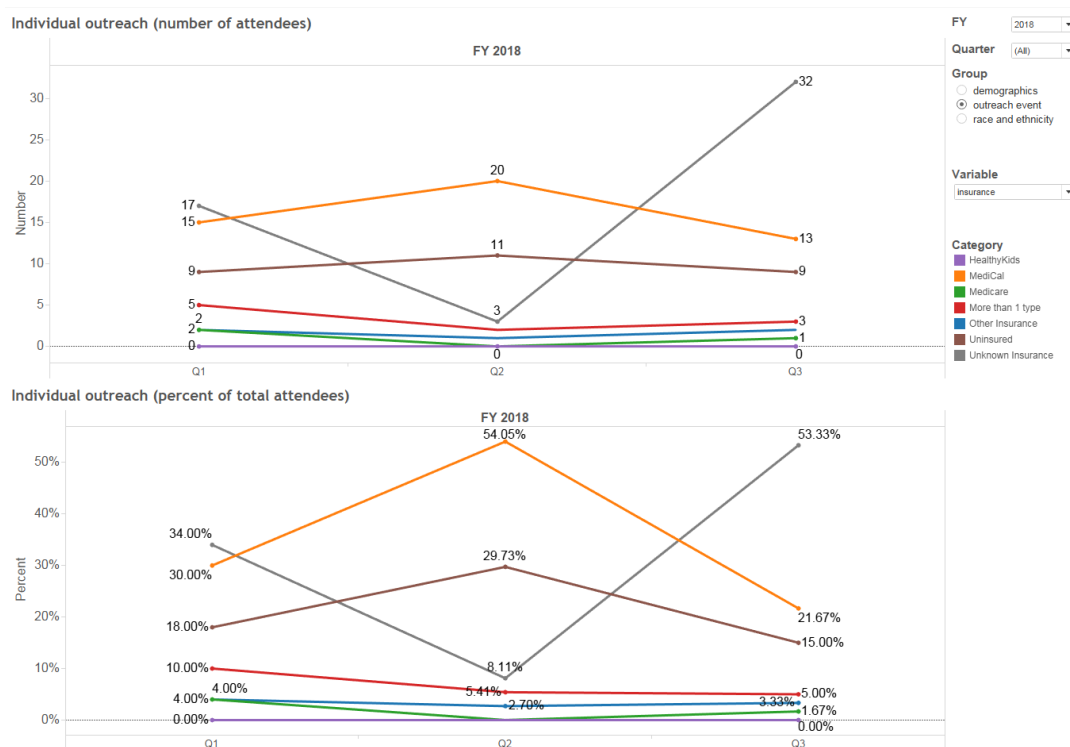 Individual outreach (number of attendees)
FY 2018
Number
30
25
20
15
10
5
0
17
15
9
5
2
2
0
20
11
3
0
32
13
9
3
1
0
Q1
Q2
Q3
FY
2018
Quarter
(All)
Group
demographics
outreach event
race and ethnicity
Variable
insurance
Category
HealthyKids
MediCal
Medicare
More than 1 type
Other Insurance
Uninsured
Unknown Insurance
Individual outreach (percent of total attendees)
FY 2018
Percent
50%
40%
30%
20%
10%
0%
34.00%
30.00%
18.00%
10.00%
4.00%
4.00%
0.00%
54.05%
29.73%
8.11%
5.41%
2.70%
53.33%
21.67%
15.00%
5.00%
3.33%
1.67%
0.00%
Q1
Q2
Q3